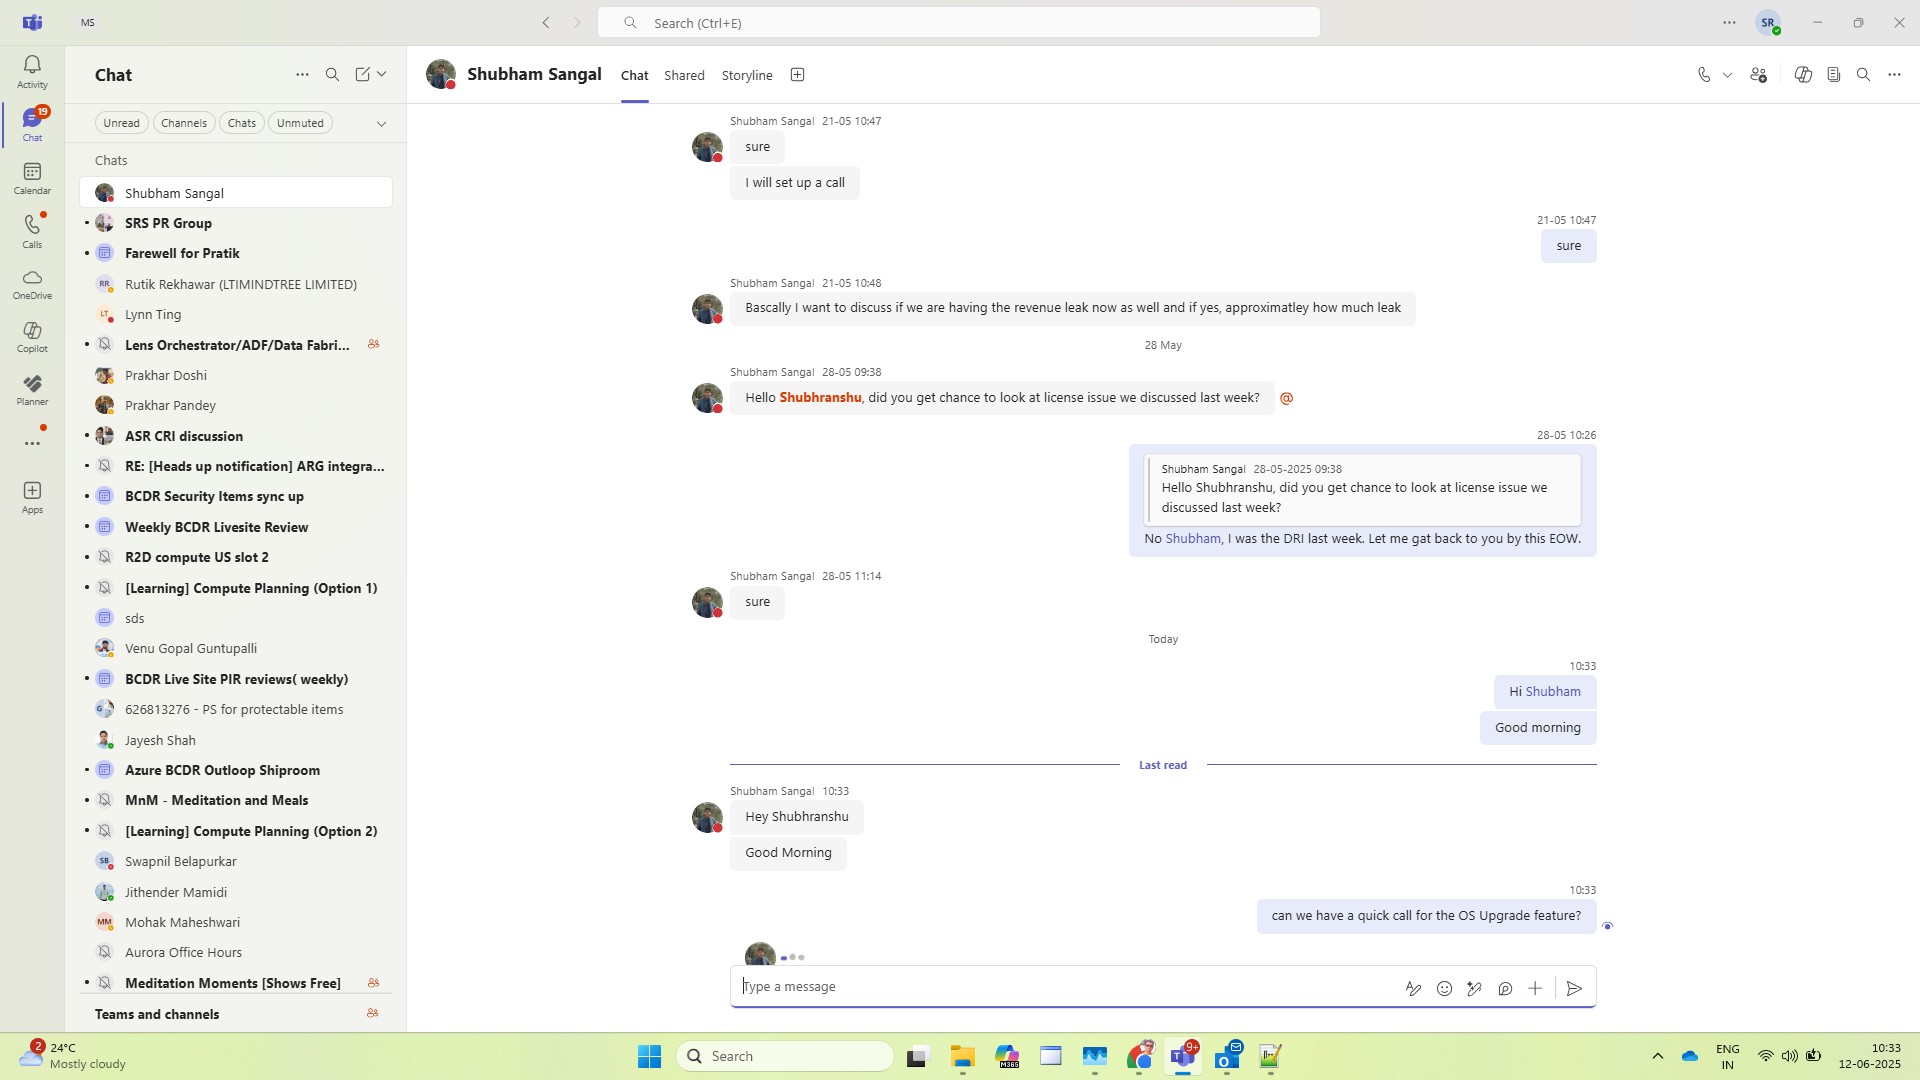 MS
Search (Ctrl+E)
SR
Activity
19
Chat
Calendar
Calls
OneDrive
Copilot
Planner
Apps
Chat
Unread
Channels
Chats
Unmuted
Chats
Shubham Sangal
SRS PR Group
Farewell for Pratik
RR
Rutik Rekhawar (LTIMINDTREE LIMITED)
LT
Lynn Ting
Lens Orchestrator/ADF/Data Fabri...
Prakhar Doshi
Prakhar Pandey
ASR CRI discussion
RE: [Heads up notification] ARG integra...
BCDR Security Items sync up
Weekly BCDR Livesite Review
R2D compute US slot 2
[Learning] Compute Planning (Option 1)
sds
Venu Gopal Guntupalli
BCDR Live Site PIR reviews( weekly)
626813276 - PS for protectable items
Jayesh Shah
Azure BCDR Outloop Shiproom
MnM - Meditation and Meals
[Learning] Compute Planning (Option 2)
SB
Swapnil Belapurkar
Jithender Mamidi
MM
Mohak Maheshwari
Aurora Office Hours
Meditation Moments [Shows Free]
Teams and channels
Shubham Sangal
Chat
Shared
Storyline
Shubham Sangal 21-05 10:47
sure
I will set up a call
21-05 10:47
sure
Shubham Sangal 21-05 10:48
Bascally I want to discuss if we are having the revenue leak now as well and if yes, approximatley how much leak
28 May
Shubham Sangal 28-05 09:38
Hello Shubhranshu, did you get chance to look at license issue we discussed last week? @
28-05 10:26
Shubham Sangal 28-05-2025 09:38
Hello Shubhranshu, did you get chance to look at license issue we
discussed last week?
No Shubham, I was the DRI last week. Let me gat back to you by this EOW.
Shubham Sangal 28-05 11:14
sure
Today
10:33
Hi Shubham
Good morning
Last read
Shubham Sangal 10:33
Hey Shubhranshu
Good Morning
10:33
can we have a quick call for the OS Upgrade feature?
Type a message
2
24°C
Mostly cloudy
Search
M365
9+
ENG
IN
10:33
12-06-2025